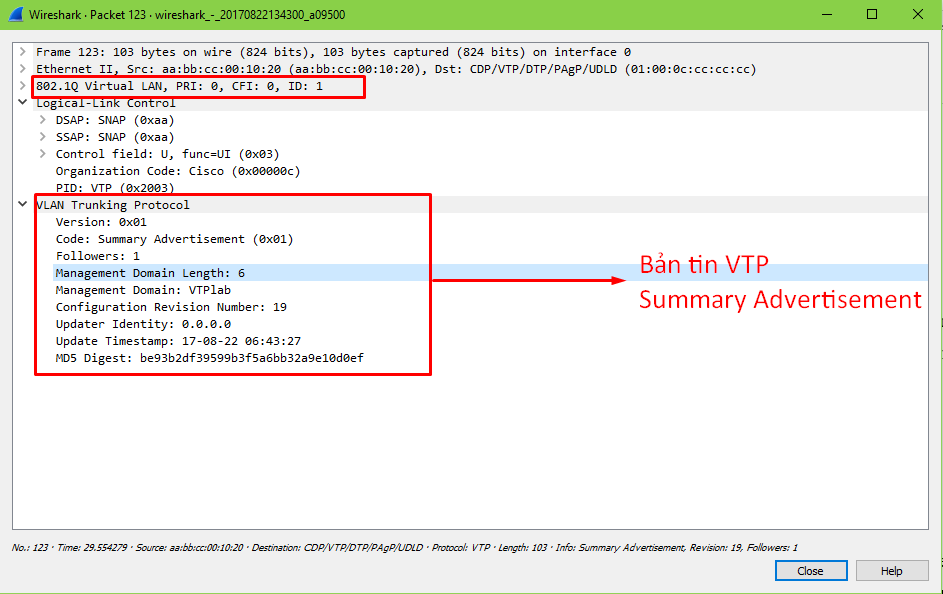 Wireshark · Packet 123 · wireshark_-_20170822134300_a09500
Frame 123: 103 bytes on wire (824 bits), 103 bytes captured (824 bits) on interface 0
Ethernet II, Src: aa:bb:cc:00:10:20 (aa:bb:cc:00:10:20), Dst: CDP/VTP/DTP/PAgP/UDLD (01:00:0c:cc:cc:cc)
802.1Q Virtual LAN, PRI: 0, CFI: 0, ID: 1
Logical-Link Control
DSAP: SNAP (0xaa)
SSAP: SNAP (0xaa)
Control field: U, func=UI (0x03)
Organization Code: Cisco (0x00000c)
PID: VTP (0x2003)
VLAN Trunking Protocol
Version: 0x01
Code: Summary Advertisement (0x01)
Followers: 1
Management Domain Length: 6
Management Domain: VTPlab
Configuration Revision Number: 19
Updater Identity: 0.0.0.0
Update Timestamp: 17-08-22 06:43:27
MD5 Digest: be93b2df39599b3f5a6bb32a9e10d0ef
Bản tin VTP
Summary Advertisement
No.: 123 · Time: 29.554279 · Source: aa:bb:cc:00:10:20 · Destination: CDP/VTP/DTP/PAgP/UDLD · Protocol: VTP · Length: 103 · Info: Summary Advertisement, Revision: 19, Followers: 1
Close
Help